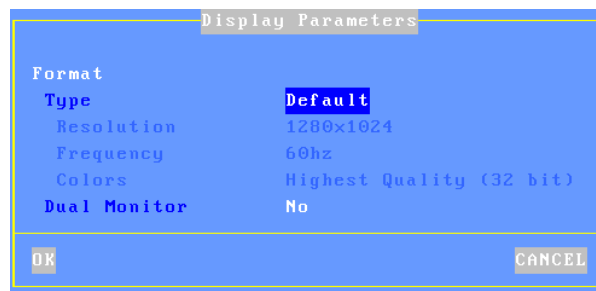 Display Parameters
Format
Type Default
Resolution 1280x1024
Frequency 60hz
Colors Highest Quality (32 bit)
Dual Monitor No
OK CANCEL